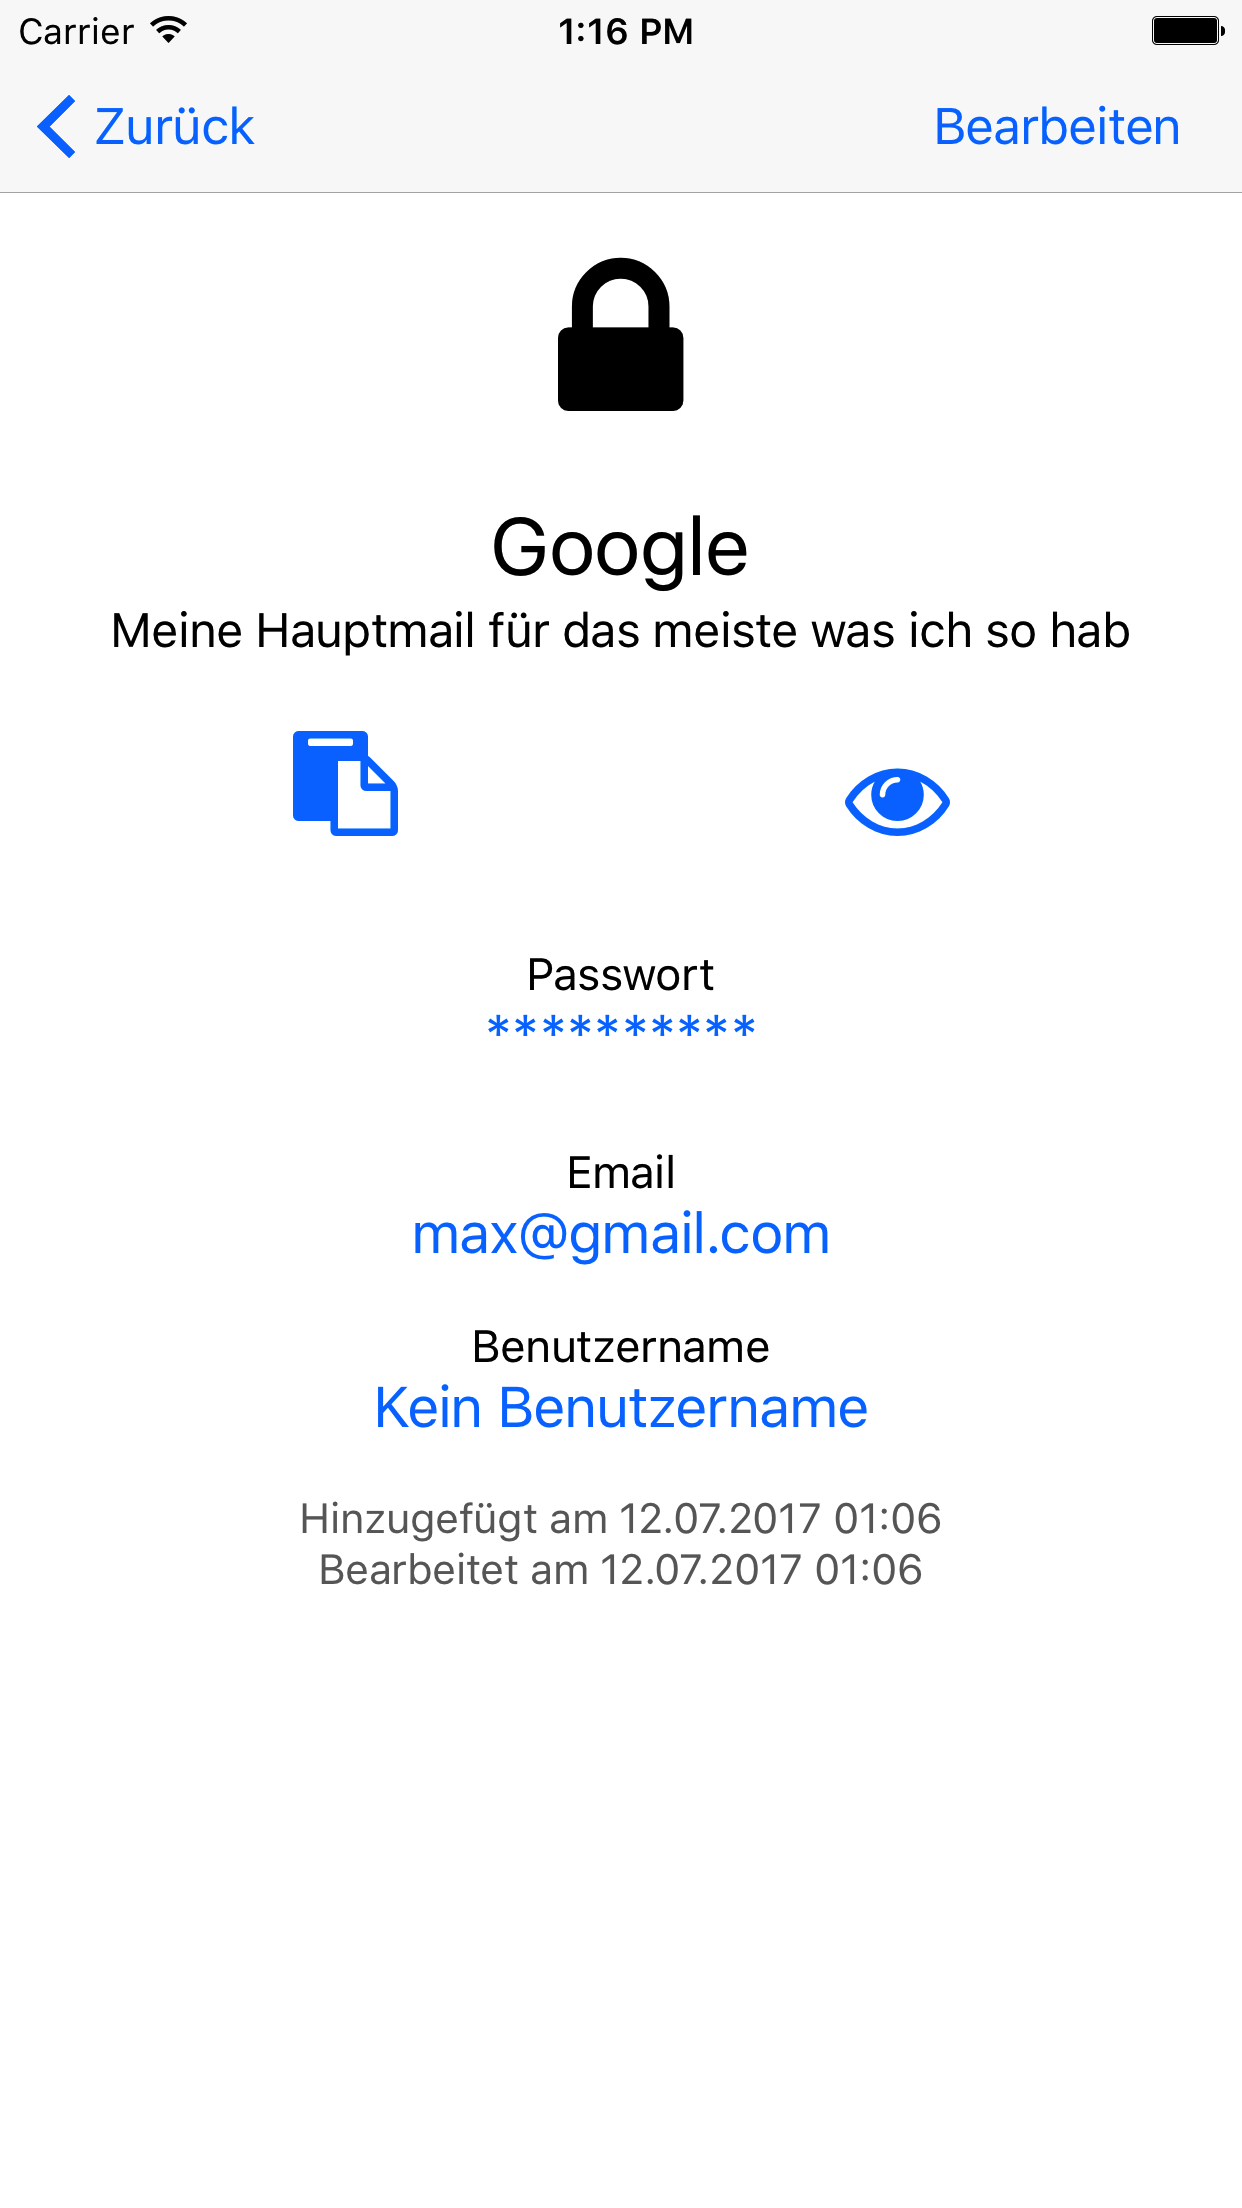 Carrier
1:16 PM
Zurück
Bearbeiten
Google
Meine Hauptmail für das meiste was ich so hab
Passwort
**********
Email
max@gmail.com
Benutzername
Kein Benutzername
Hinzugefügt am 12.07.2017 01:06
Bearbeitet am 12.07.2017 01:06